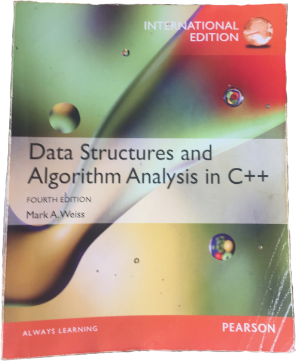 INTERNATIONAL
EDITION
Data Structures and
Algorithm Analysis in C++
FOURTH EDITION
Mark A. Weiss
ALWAYS LEARNING
PEARSON